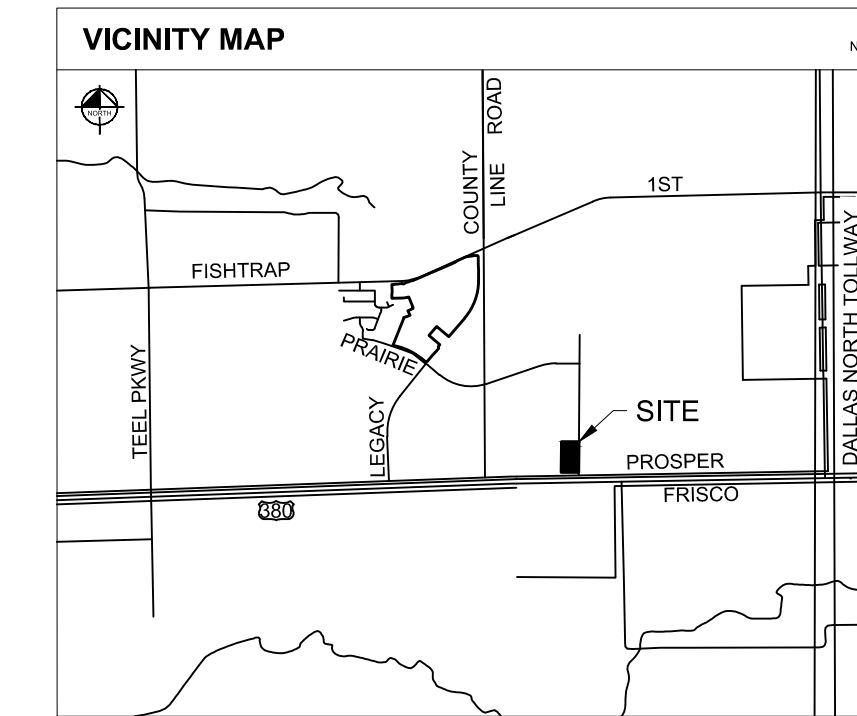 VICINITY MAP
N
NORTH
COUNTY
LINE
ROAD
1ST
FISHTRAP
DALLAS NORTH TOLLWAY
PRAIRIE
TEEL PKWY
LEGACY
SITE
PROSPER
FRISCO
380